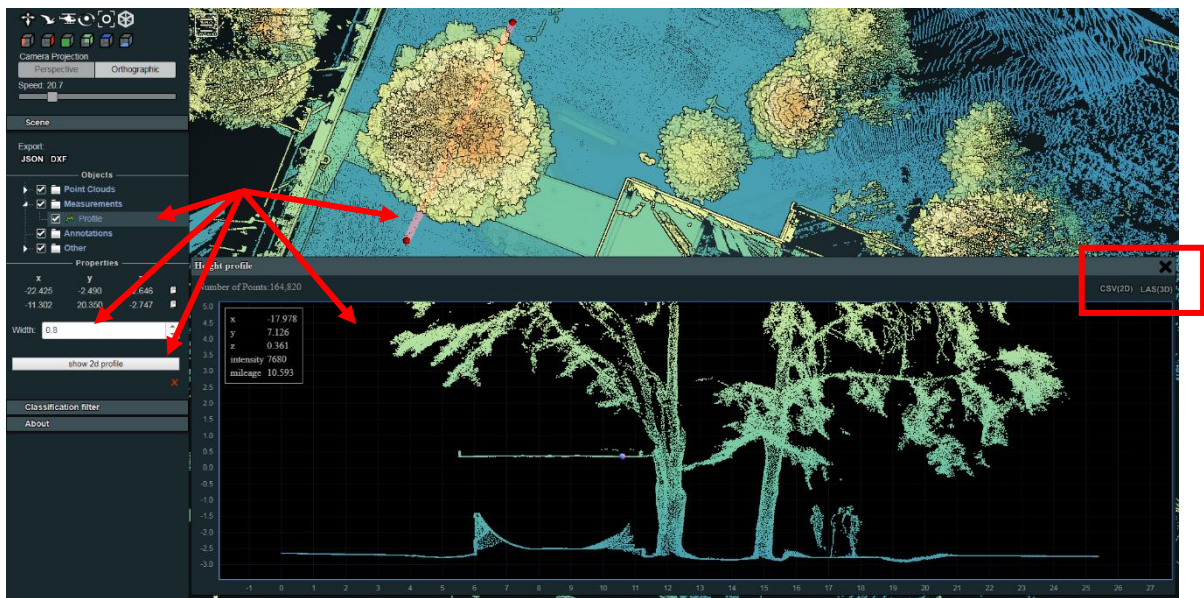 Camera Projection
Perspective Orthographic
Speed: 20.7
Scene
Export:
JSON DXF
Objects
Point Clouds
Measurements
Profile
Annotations
Other
Properties
x y
-22.425 -2.490 -2.646
-11.302 20.350 -2.747
Width: 0.8
show 2d profile
Classification filter
About
Height profile
Number of Points:164,820
CSV(2D) LAS(3D)
x -17.978
y 7.126
z 0.361
intensity 7680
mileage 10.593
5.0
4.5
4.0
3.5
3.0
2.5
2.0
1.5
1.0
0.5
0.0
-0.5
-1.0
-1.5
-2.0
-2.5
-3.0
-1 0 1 2 3 4 5 6 7 8 9 10 11 12 13 14 15 16 17 18 19 20 21 22 23 24 25 26 27